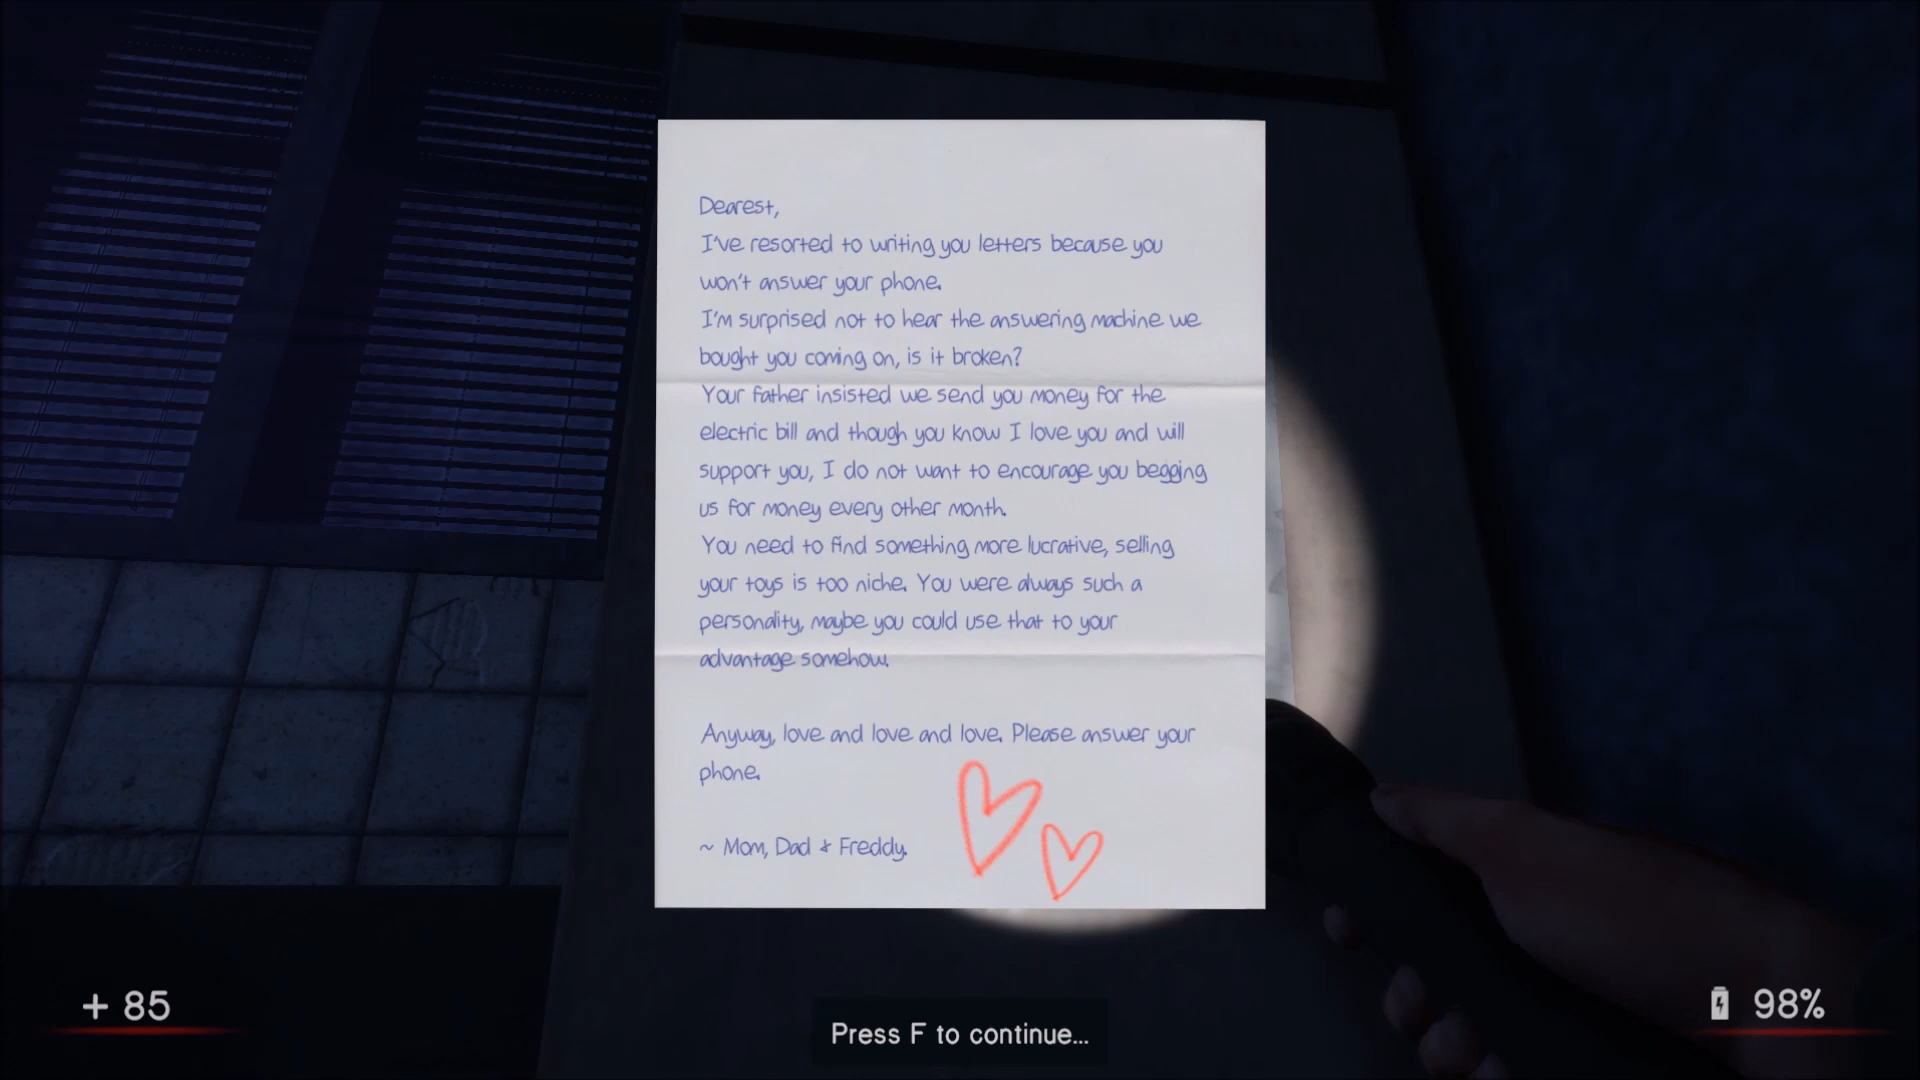 Dearest,
I've resorted to writing you letters because you
won't answer your phone.
I'm surprised not to hear the answering machine we
bought you coming on, is it broken?
Your father insisted we send you money for the
electric bill and though you know I love you and will
support you, I do not want to encourage you begging
us for money every other month.
You need to find something more lucrative, selling
your toys is too niche. You were always such a
personality, maybe you could use that to your
advantage somehow.
Anyway, love and love and love. Please answer your
phone.
~ Mom, Dad & Freddy.
+ 85
Press F to continue...
98%